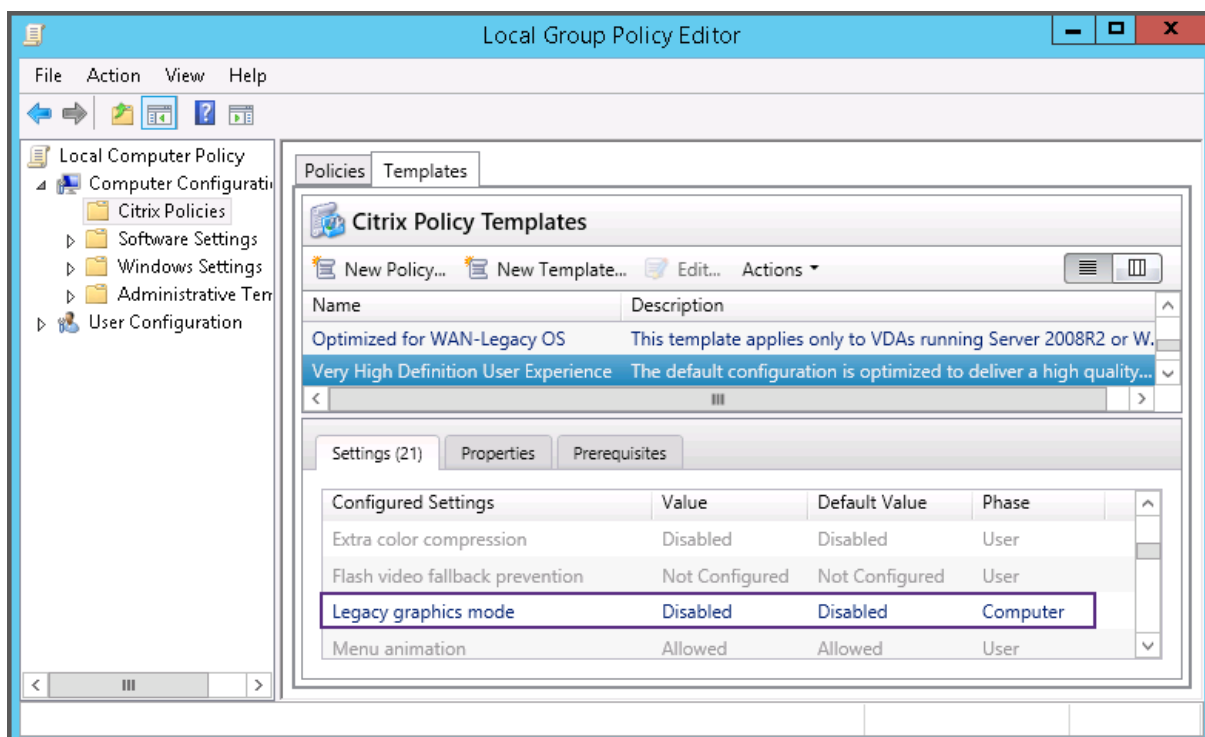 Local Group Policy Editor
File Action View Help
Local Computer Policy
Computer Configurati
Citrix Policies
Software Settings
Windows Settings
Administrative Tem
User Configuration
Policies Templates
Citrix Policy Templates
New Policy... New Template... Edit... Actions
Name Description
Optimized for WAN-Legacy OS This template applies only to VDAs running Server 2008R2 or W.
Very High Definition User Experience The default configuration is optimized to deliver a high quality...
Settings (21) Properties Prerequisites
Configured Settings Value Default Value Phase
Extra color compression Disabled Disabled User
Flash video fallback prevention Not Configured Not Configured User
Legacy graphics mode Disabled Disabled Computer
Menu animation Allowed Allowed User